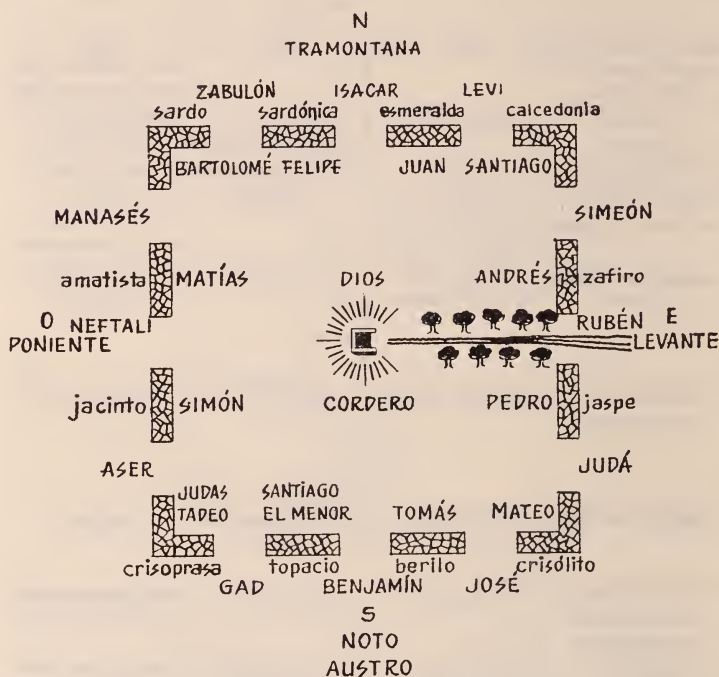 N
TRAMONTANA
ZABULÓN ISACAR LEVI
sardo sardónica esmeralda calcedonia
BARTOLOMÉ FELIPE JUAN SANTIAGO
MANASÉS SIMEÓN
amatista MATÍAS DIOS ANDRÉS zafiro
O NEFTALI RUBÉN E
PONIENTE LEVANTE
jacinto SIMÓN CORDERO PEDRO jaspe
ASER JUDÁ
JUDAS SANTIAGO
TADEO EL MENOR TOMÁS MATEO
crisoprasa topacio berilo crisólito
GAD BENJAMÍN JOSÉ
S
NOTO
AUSTRO